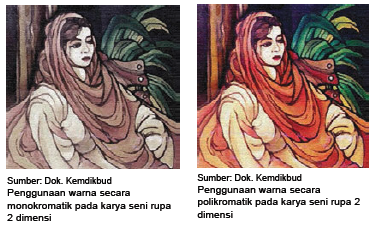 Sumber: Dok. Kemdikbud
Penggunaan warna secara
monokromatik pada karya seni rupa
2 dimensi
Sumber: Dok. Kemdikbud
Penggunaan warna secara
polikromatik pada karya seni rupa 2
dimensi